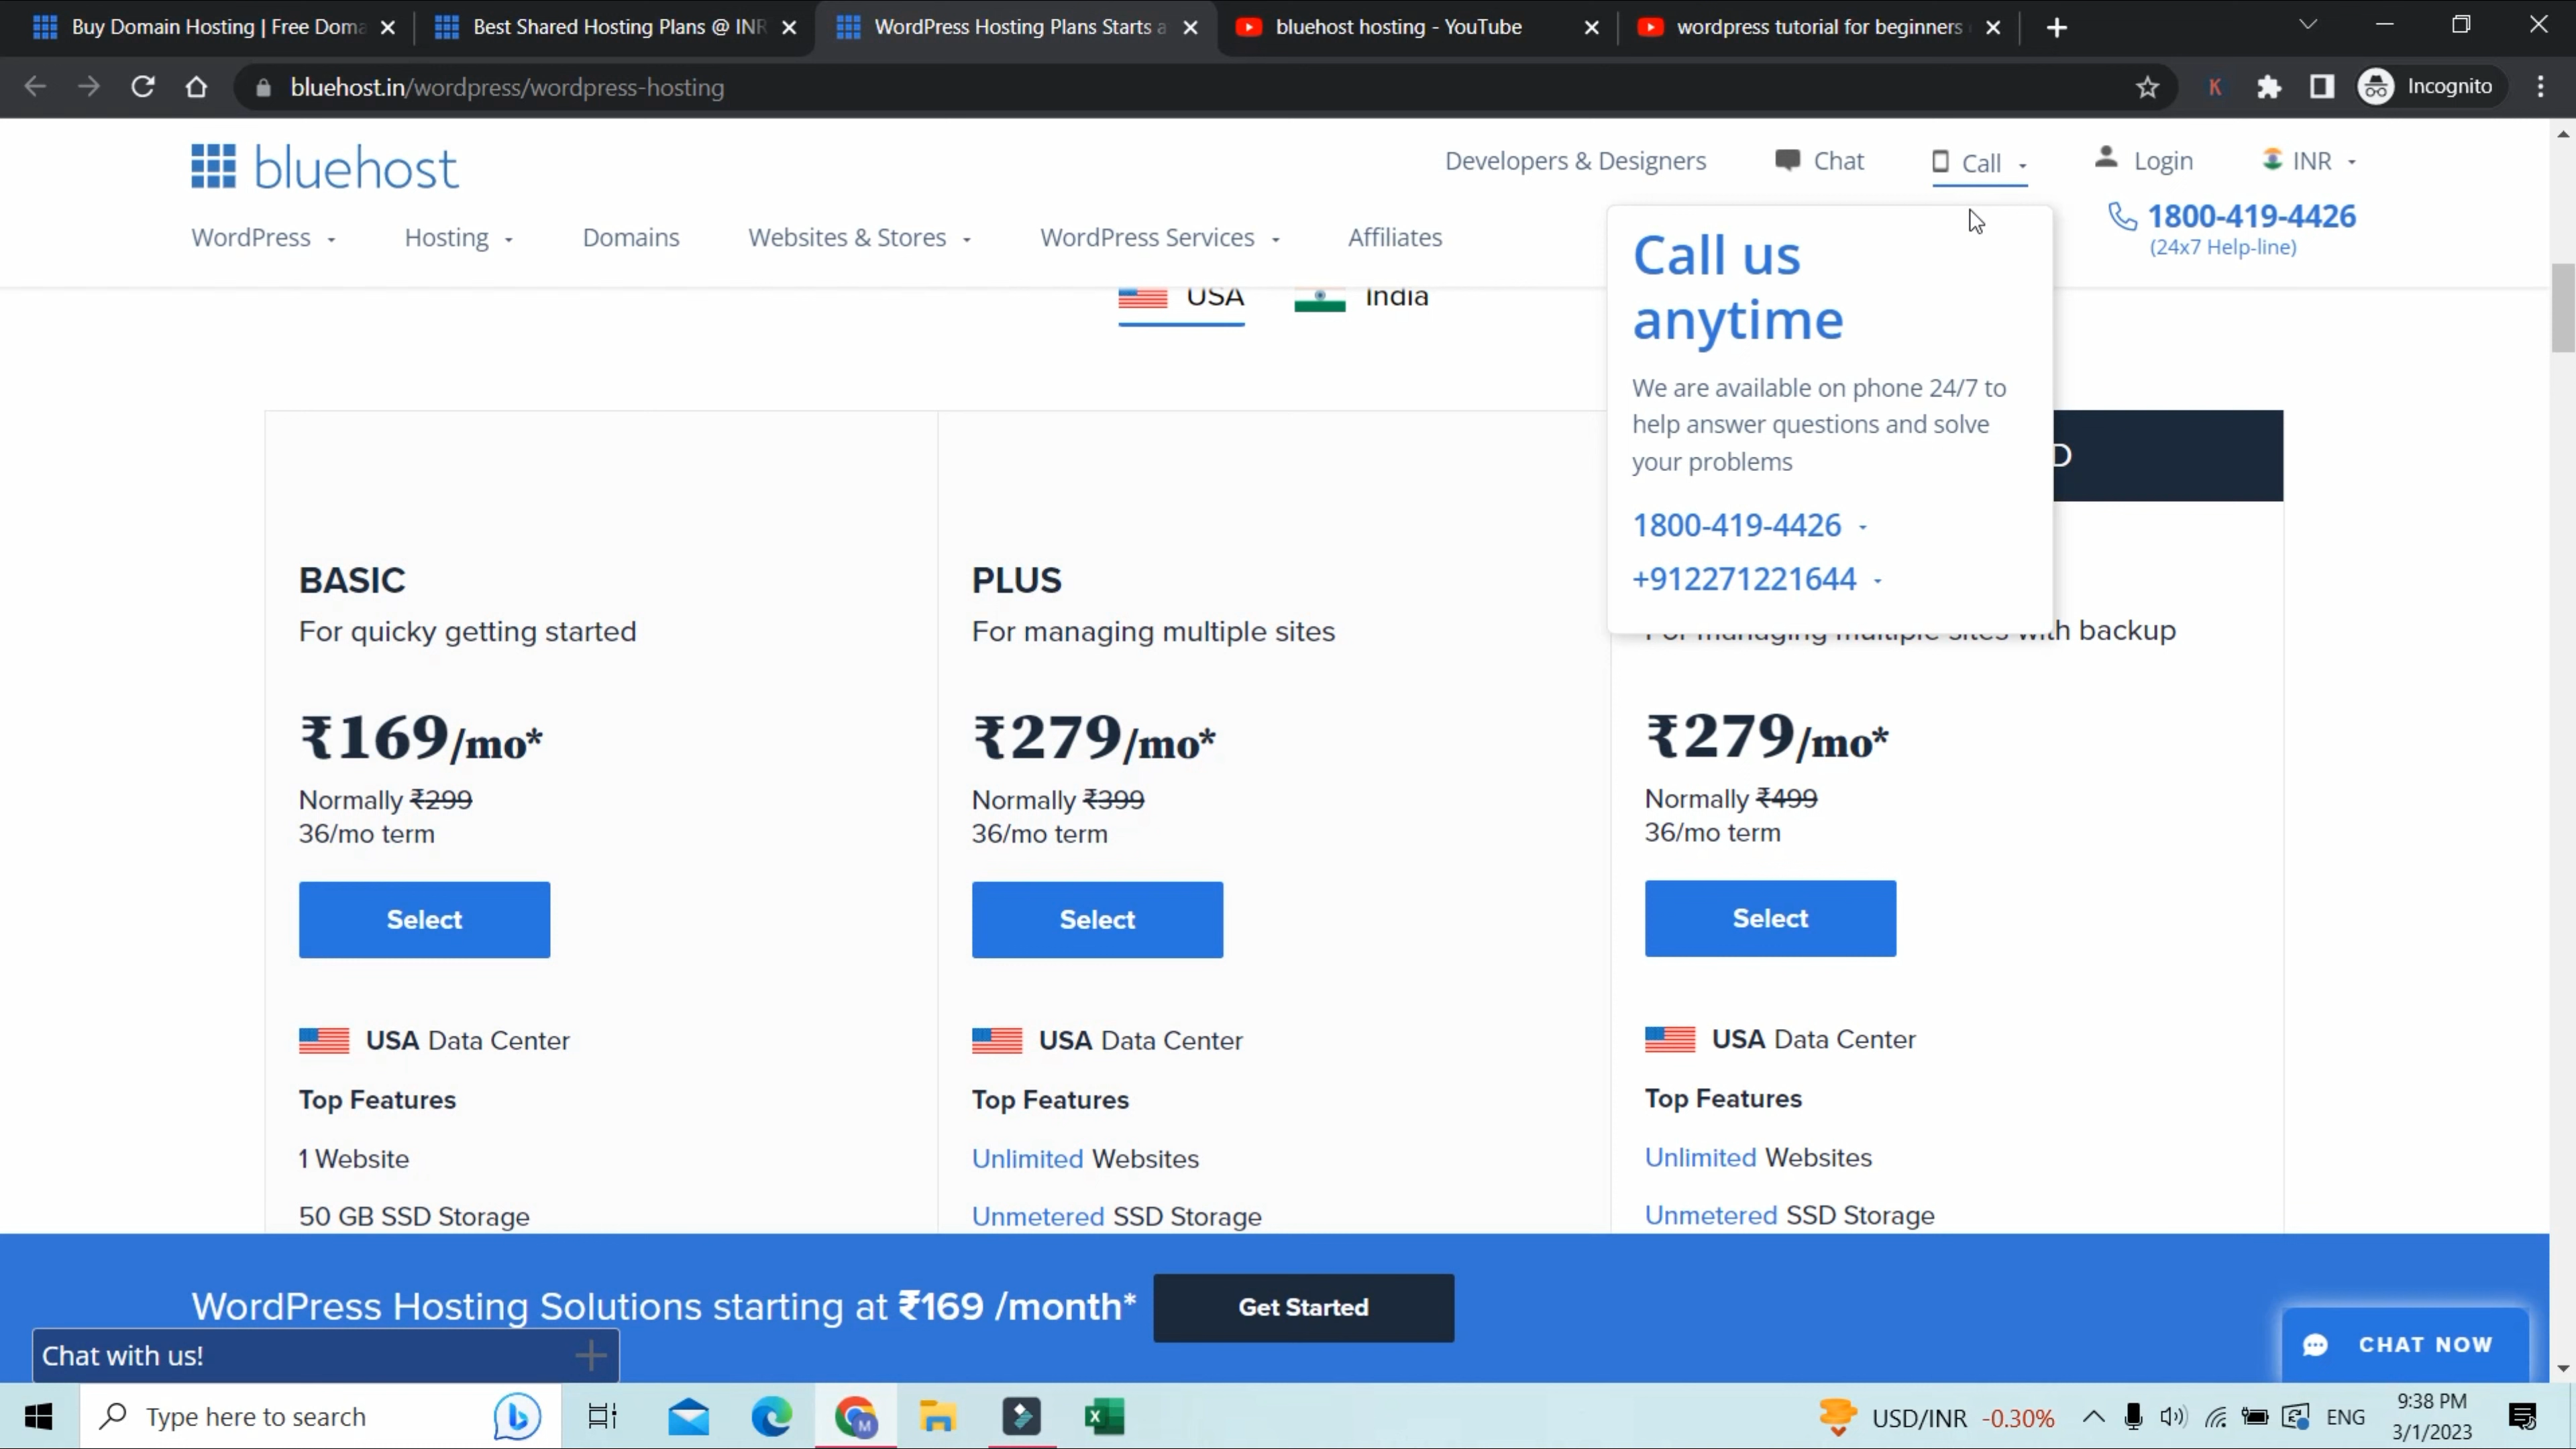 Buy Domain Hosting | Free Doma
Best Shared Hosting Plans @ INR
WordPress Hosting Plans Starts a
bluehost hosting - YouTube
wordpress tutorial for beginners
bluehost.in/wordpress/wordpress-hosting
K
Incognito
bluehost
Developers & Designers
Chat
Call
Login
INR
1800-419-4426
(24x7 Help-line)
WordPress
Hosting
Domains
Websites & Stores
WordPress Services
Affiliates
USA
India
Call us
anytime
We are available on phone 24/7 to
help answer questions and solve
your problems
1800-419-4426
+912271221644
D
BASIC
For quicky getting started
₹169/mo*
Normally ₹299
36/mo term
Select
USA Data Center
Top Features
1 Website
50 GB SSD Storage
PLUS
For managing multiple sites
₹279/mo*
Normally ₹399
36/mo term
Select
USA Data Center
Top Features
Unlimited Websites
Unmetered SSD Storage
For managing multiple sites with backup
₹279/mo*
Normally ₹499
36/mo term
Select
USA Data Center
Top Features
Unlimited Websites
Unmetered SSD Storage
WordPress Hosting Solutions starting at ₹169 /month*
Get Started
Chat with us!
CHAT NOW
Type here to search
M
USD/INR -0.30%
ENG
9:38 PM
3/1/2023